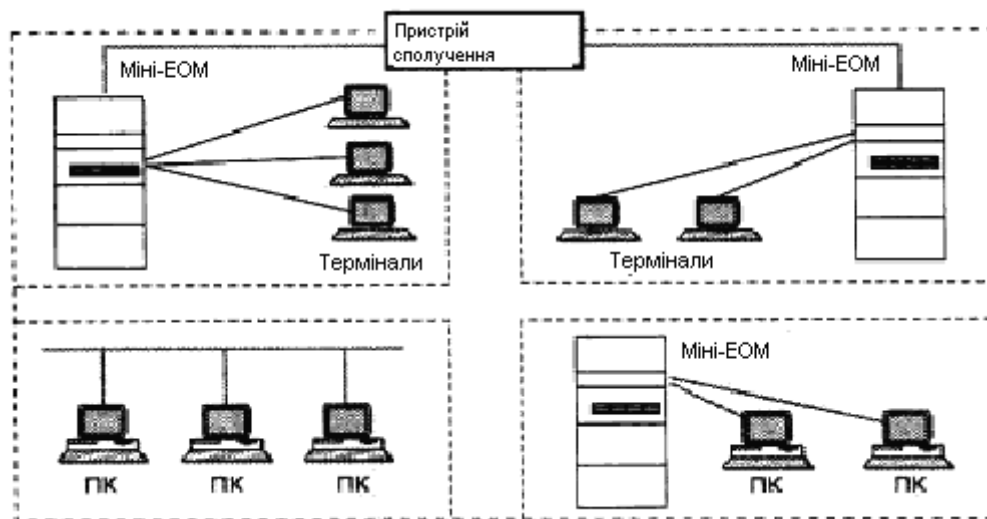 Пристрій
сполучення
Міні-ЕОМ
Міні-ЕОМ
Термінали
Термінали
Міні-ЕОМ
ПК
ПК
ПК
ПК
ПК